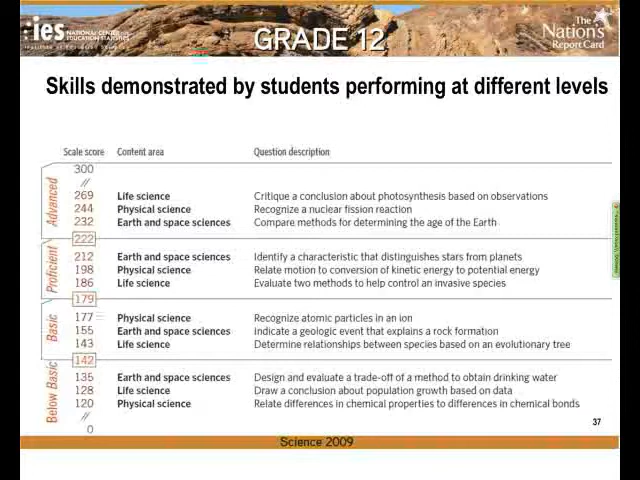 ies NATIONAL CENTER FOR EDUCATION STATISTICS
Institute of Education Sciences
GRADE 12
The Nation's Report Card
Skills demonstrated by students performing at different levels
Scale score Content area Question description
300
//
Advanced
269 Life science Critique a conclusion about photosynthesis based on observations
244 Physical science Recognize a nuclear fission reaction
232 Earth and space sciences Compare methods for determining the age of the Earth
222
Proficient
212 Earth and space sciences Identify a characteristic that distinguishes stars from planets
198 Physical science Relate motion to conversion of kinetic energy to potential energy
186 Life science Evaluate two methods to help control an invasive species
179
Basic
177 Physical science Recognize atomic particles in an ion
155 Earth and space sciences Indicate a geologic event that explains a rock formation
143 Life science Determine relationships between species based on an evolutionary tree
142
Below Basic
135 Earth and space sciences Design and evaluate a trade-off of a method to obtain drinking water
128 Life science Draw a conclusion about population growth based on data
120 Physical science Relate differences in chemical properties to differences in chemical bonds
//
0
37
Science 2009